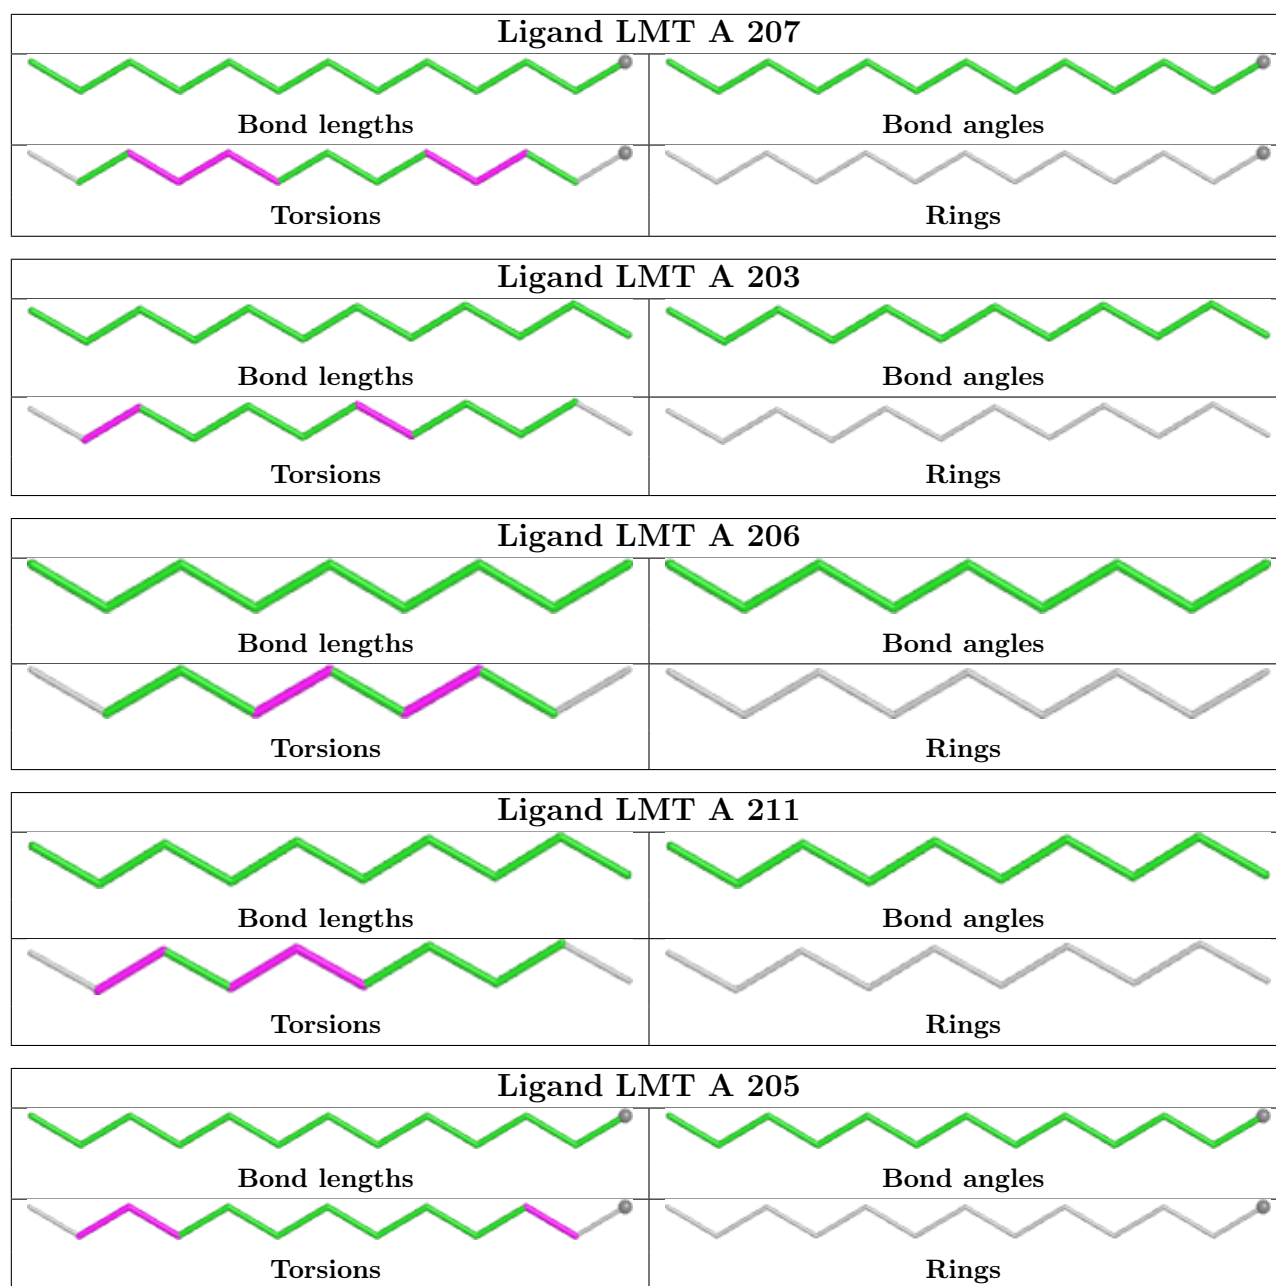 Ligand LMT A 207
Bond lengths
Bond angles
Torsions
Rings
Ligand LMT A 203
Bond lengths
Bond angles
Torsions
Rings
Ligand LMT A 206
Bond lengths
Bond angles
Torsions
Rings
Ligand LMT A 211
Bond lengths
Bond angles
Torsions
Rings
Ligand LMT A 205
Bond lengths
Bond angles
Torsions
Rings